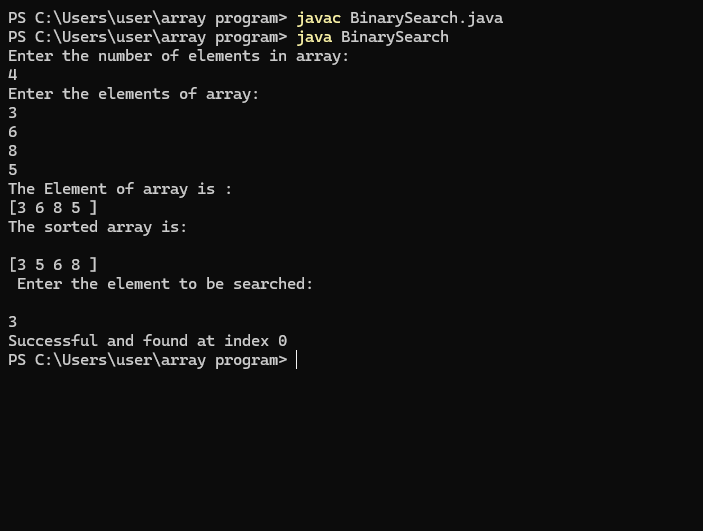 PS C:\Users\user\array program> javac BinarySearch.java
PS C:\Users\user\array program> java BinarySearch
Enter the number of elements in array:
4
Enter the elements of array:
3
6
8
5
The Element of array is :
[3 6 8 5 ]
The sorted array is:
[3 5 6 8 ]
 Enter the element to be searched:
3
Successful and found at index 0
PS C:\Users\user\array program>